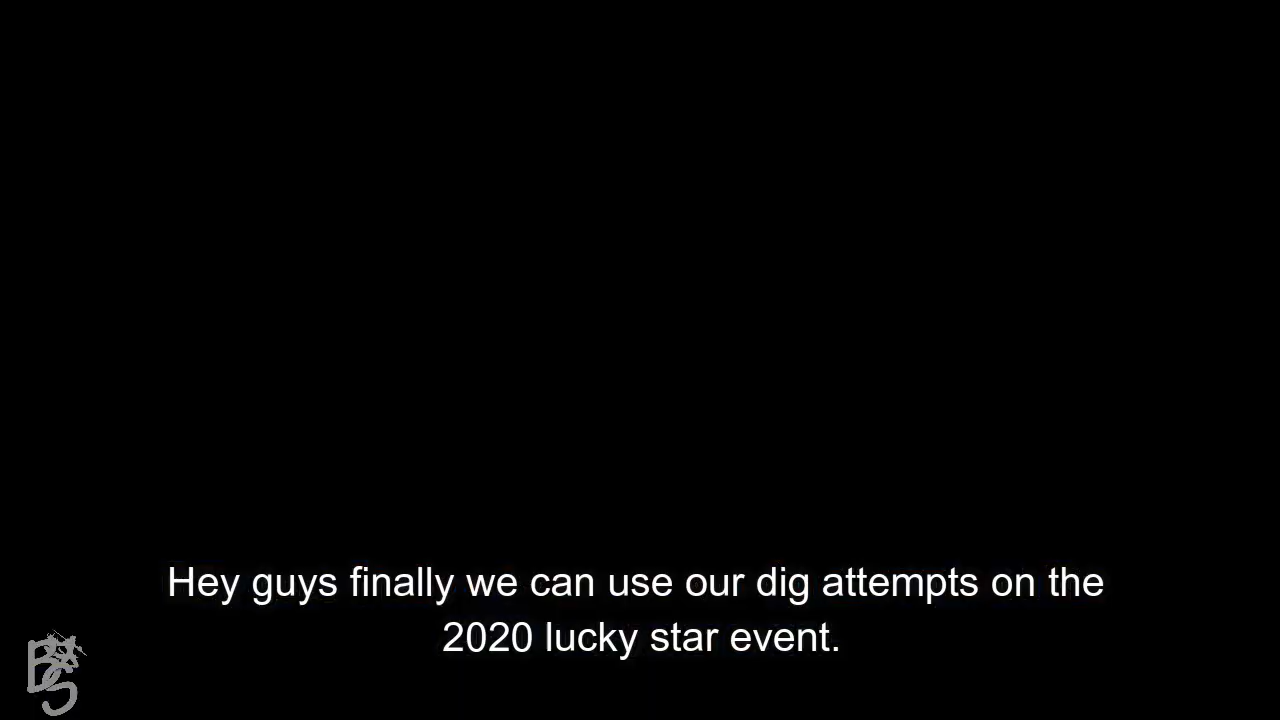 Hey guys finally we can use our dig attempts on the
2020 lucky star event.